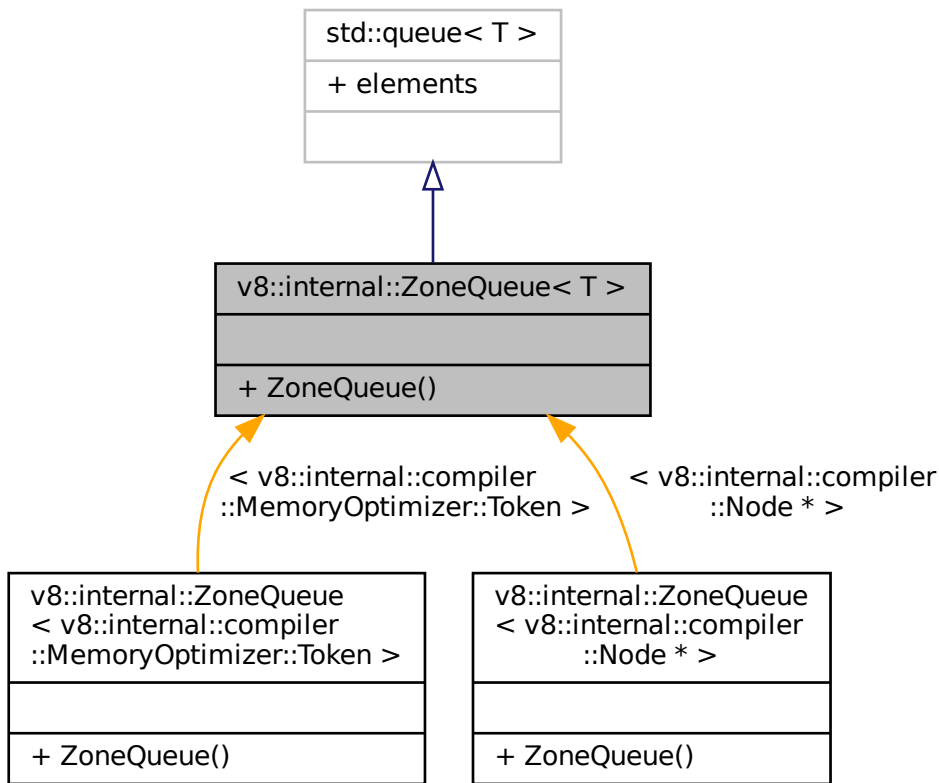 std::queue< T >
+ elements
v8::internal::ZoneQueue< T >
+ ZoneQueue()
< v8::internal::compiler
::MemoryOptimizer::Token >
< v8::internal::compiler
::Node * >
v8::internal::ZoneQueue
< v8::internal::compiler
::MemoryOptimizer::Token >
+ ZoneQueue()
v8::internal::ZoneQueue
< v8::internal::compiler
::Node * >
+ ZoneQueue()